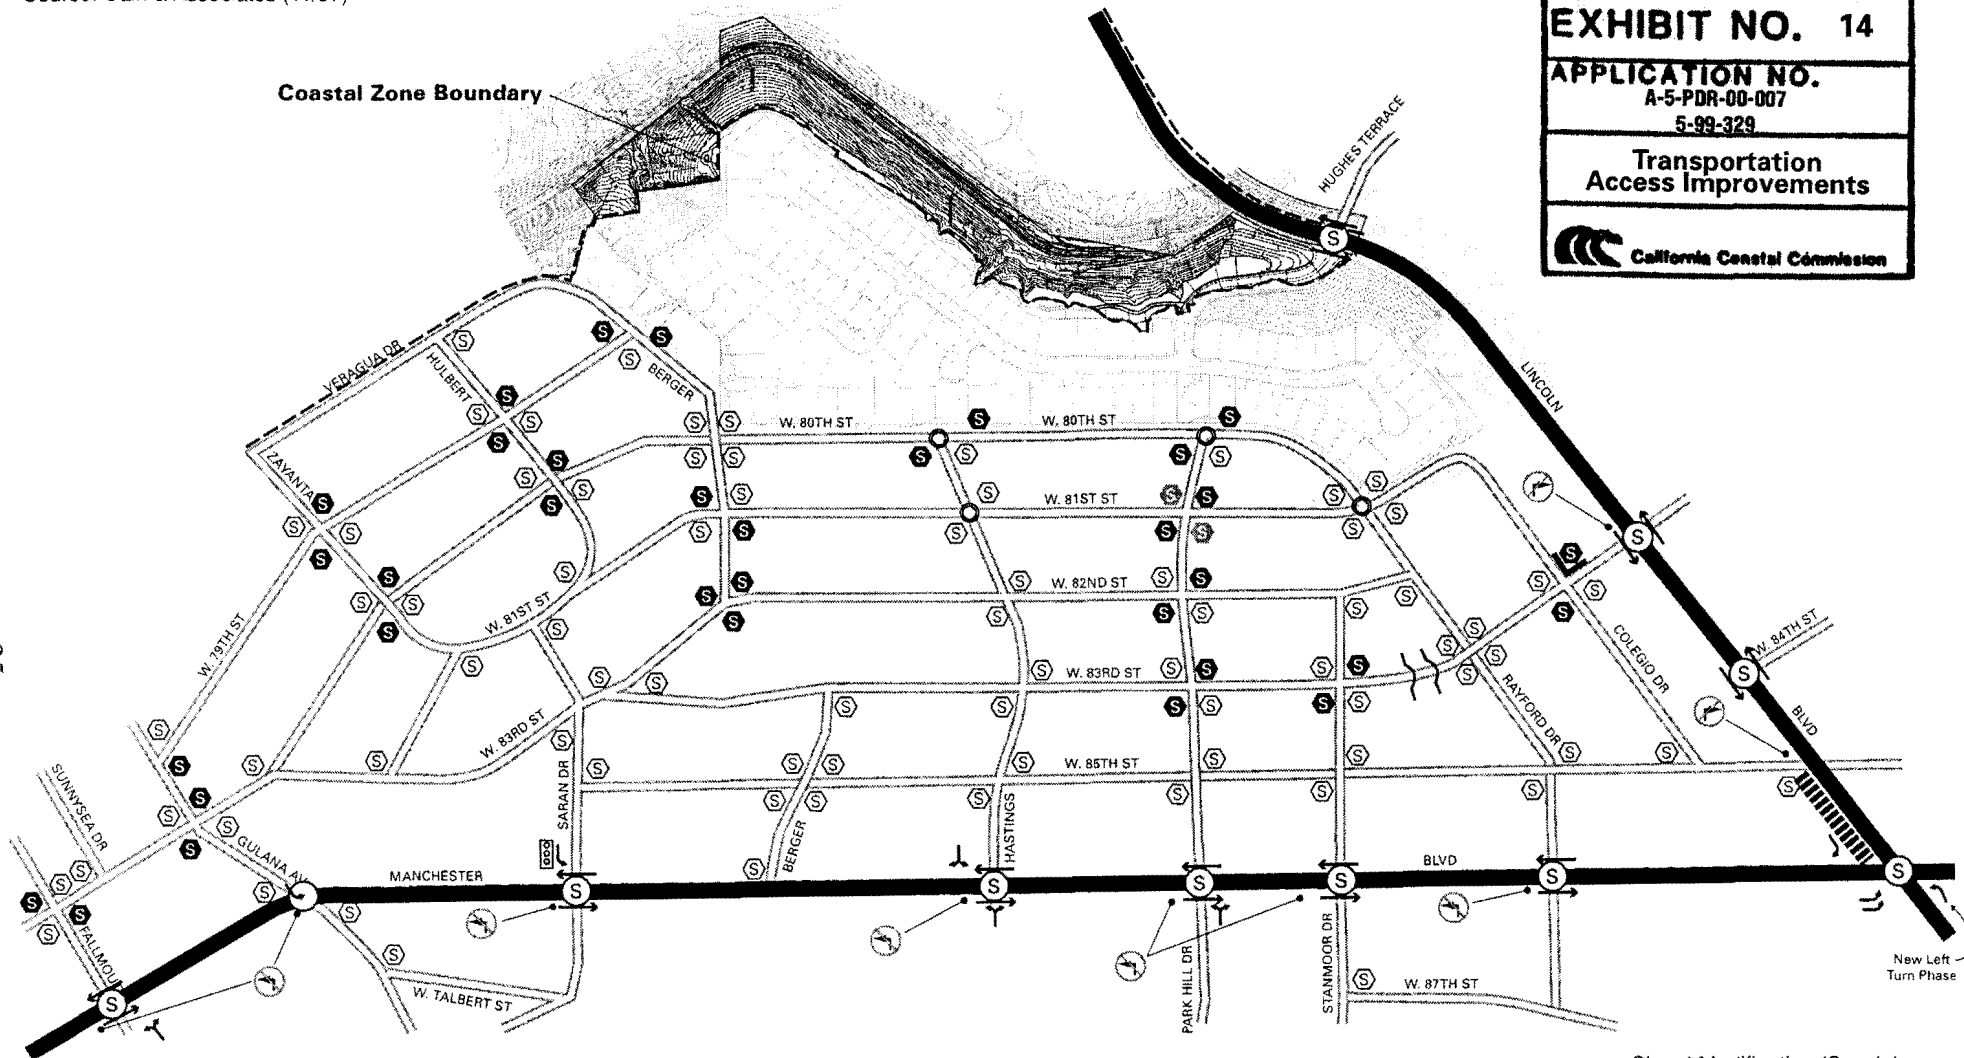 EXHIBIT NO. 14
APPLICATION NO.
A-5-PDR-00-007
5-99-329
Transportation
Access Improvements
California Coastal Commission
Coastal Zone Boundary
HUGHES TERRACE
LINCOLN
BLVD
VERAGUA DR
HULBERT
BERGER
ZAYANTA
W. 80TH ST
W. 80TH ST
W. 81ST ST
W. 81ST ST
W. 82ND ST
W. 79TH ST
W. 83RD ST
W. 83RD ST
W. 84TH ST
COLEGIO DR
RAYFORD DR
W. 85TH ST
SARAN DR
BERGER
HASTINGS
SUNNYSEA DR
GULANA AV
MANCHESTER
BLVD
FALMOU
W. TALBERT ST
PARK HILL DR
STANMOOR DR
W. 87TH ST
New Left
Turn Phase